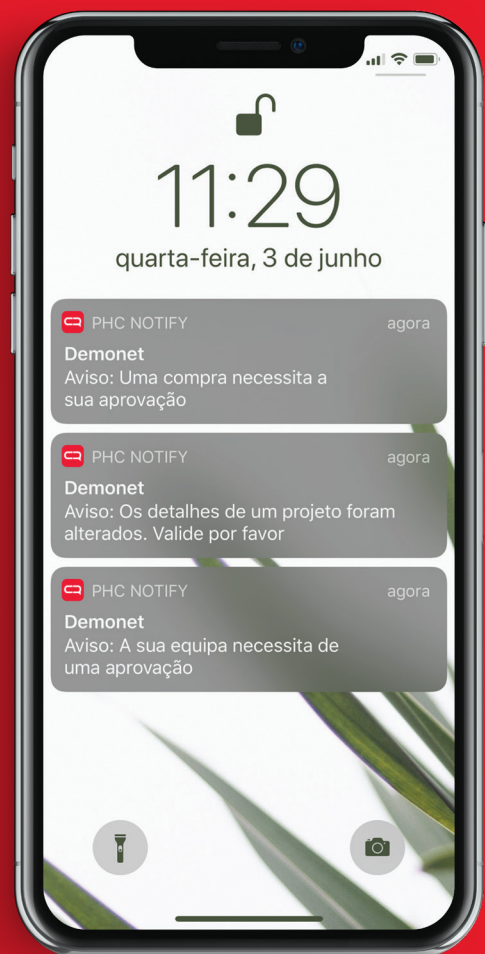 11:29
quarta-feira, 3 de junho
PHC NOTIFY agora
Demonet
Aviso: Uma compra necessita a
sua aprovação
PHC NOTIFY agora
Demonet
Aviso: Os detalhes de um projeto foram
alterados. Valide por favor
PHC NOTIFY agora
Demonet
Aviso: A sua equipa necessita de
uma aprovação